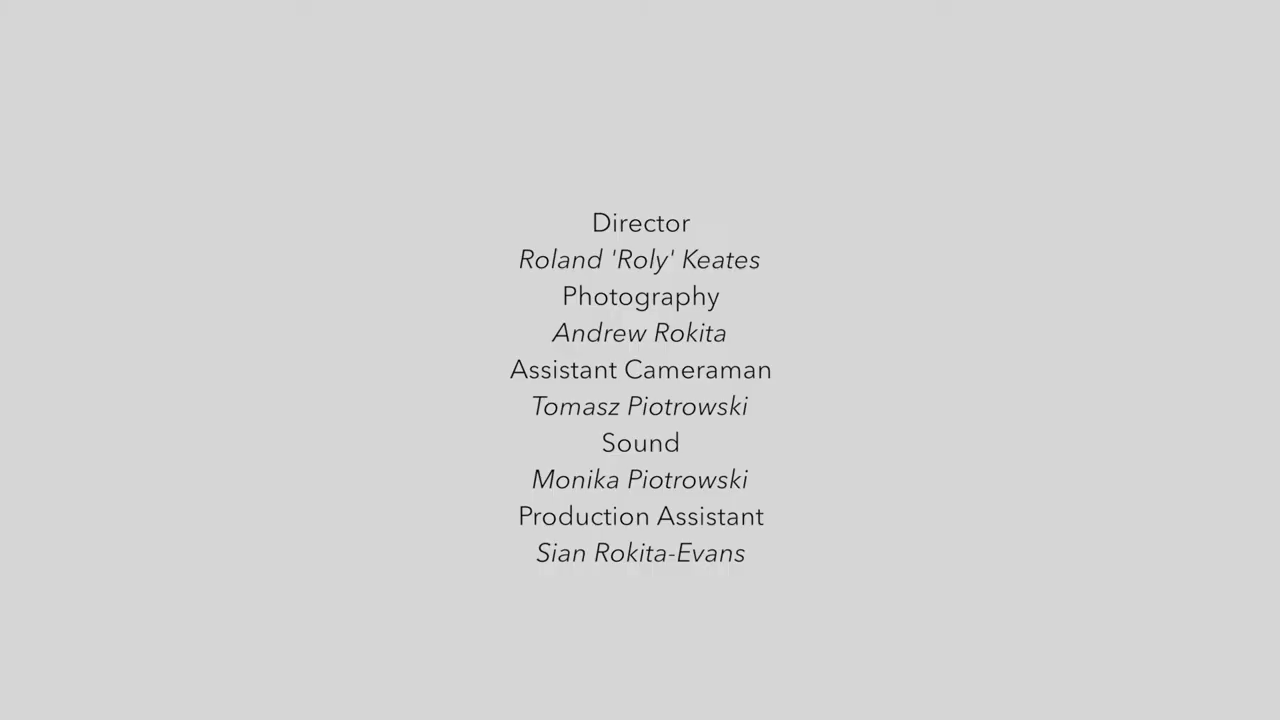 Director
Roland 'Roly' Keates
Photography
Andrew Rokita
Assistant Cameraman
Tomasz Piotrowski
Sound
Monika Piotrowski
Production Assistant
Sian Rokita-Evans